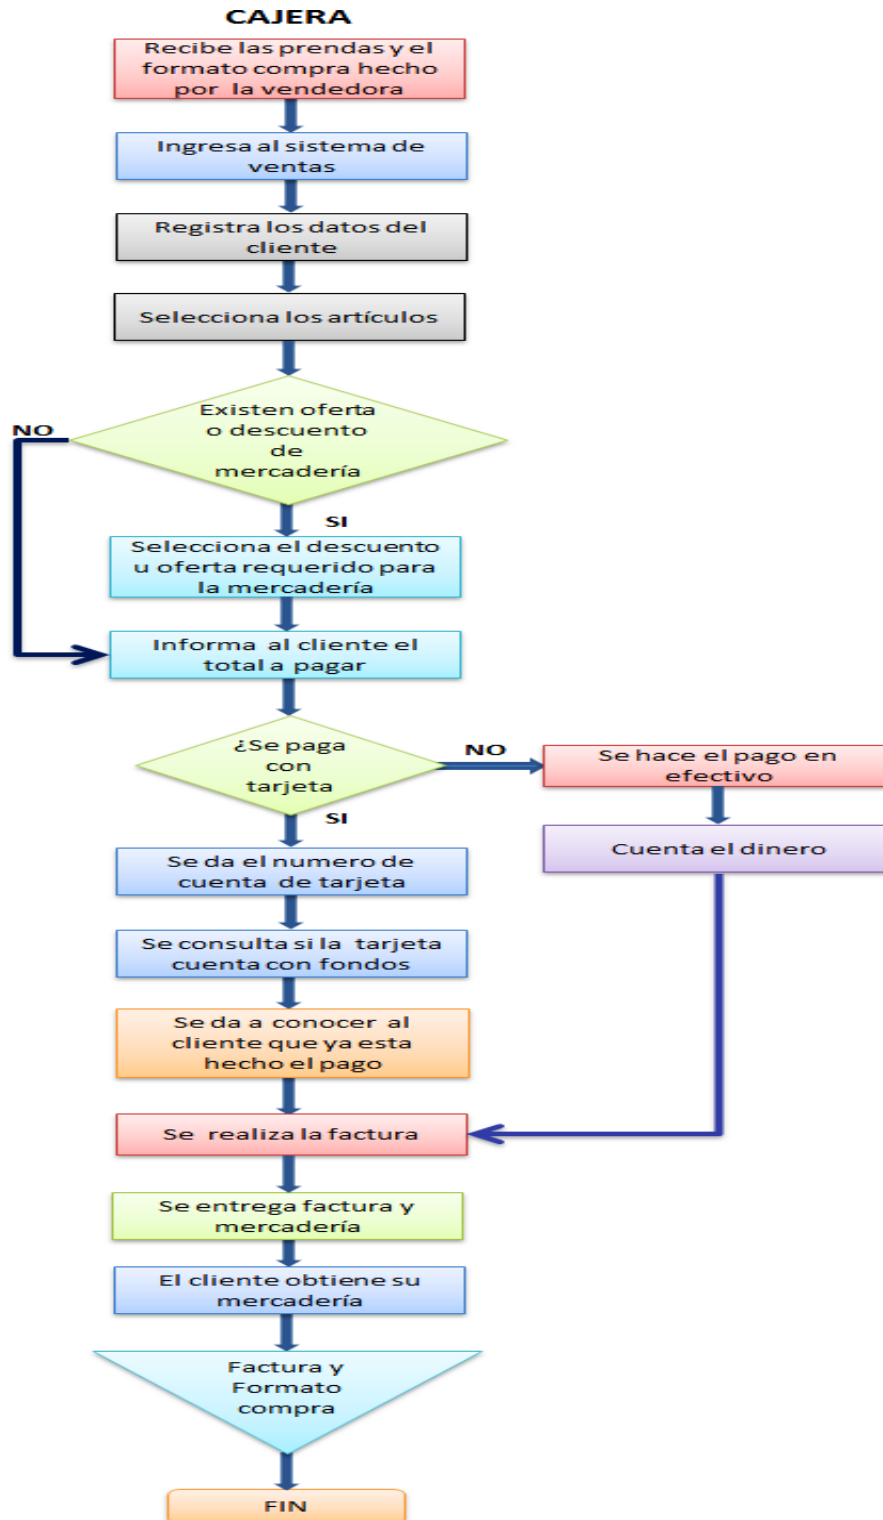 CAJERA
Recibe las prendas y el
formato compra hecho
por la vendedora
Ingresa al sistema de
ventas
Registra los datos del
cliente
Selecciona los artículos
Existen oferta
o descuento
de
mercadería
NO
SI
Selecciona el descuento
u oferta requerido para
la mercadería
Informa al cliente el
total a pagar
¿Se paga
con
tarjeta
NO
Se hace el pago en
efectivo
Cuenta el dinero
SI
Se da el numero de
cuenta de tarjeta
Se consulta si la tarjeta
cuenta con fondos
Se da a conocer al
cliente que ya esta
hecho el pago
Se realiza la factura
Se entrega factura y
mercadería
El cliente obtiene su
mercadería
Factura y
Formato
compra
FIN